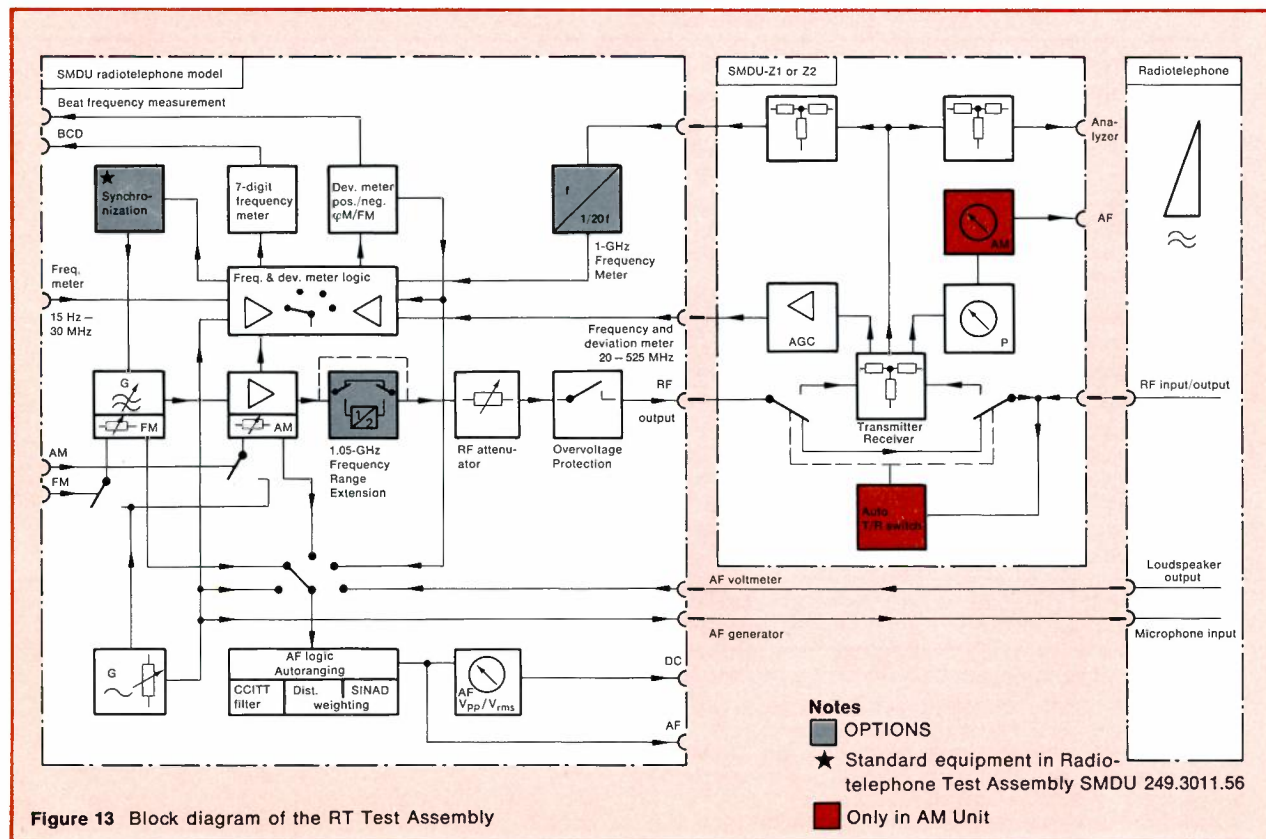 SMDU radiotelephone model
Beat frequency measurement
BCD
★
Synchro-
nization
7-digit
frequency
meter
Dev. meter
pos./neg.
φM/FM
f
1/20 f
1-GHz
Frequency
Meter
Freq.
meter
15 Hz –
30 MHz
Freq. & dev. meter logic
Frequency and
deviation meter
20 – 525 MHz
G
FM
AM
1/2
1.05-GHz
Frequency
Range
Extension
RF attenu-
ator
Overvoltage
Protection
RF
output
AM
FM
G
AF logic
Autoranging
CCITT
filter
Dist.
SINAD
weighting
AF
Vpp/Vrms
AF voltmeter
AF generator
DC
AF
SMDU-Z1 or Z2
Ana-
lyzer
AM
AF
AGC
P
Transmitter
Receiver
Auto
T/R switch
Radiotelephone
RF input/output
Loudspeaker
output
Microphone input
Notes
OPTIONS
★ Standard equipment in Radio-
telephone Test Assembly SMDU 249.3011.56
Only in AM Unit
Figure 13 Block diagram of the RT Test Assembly